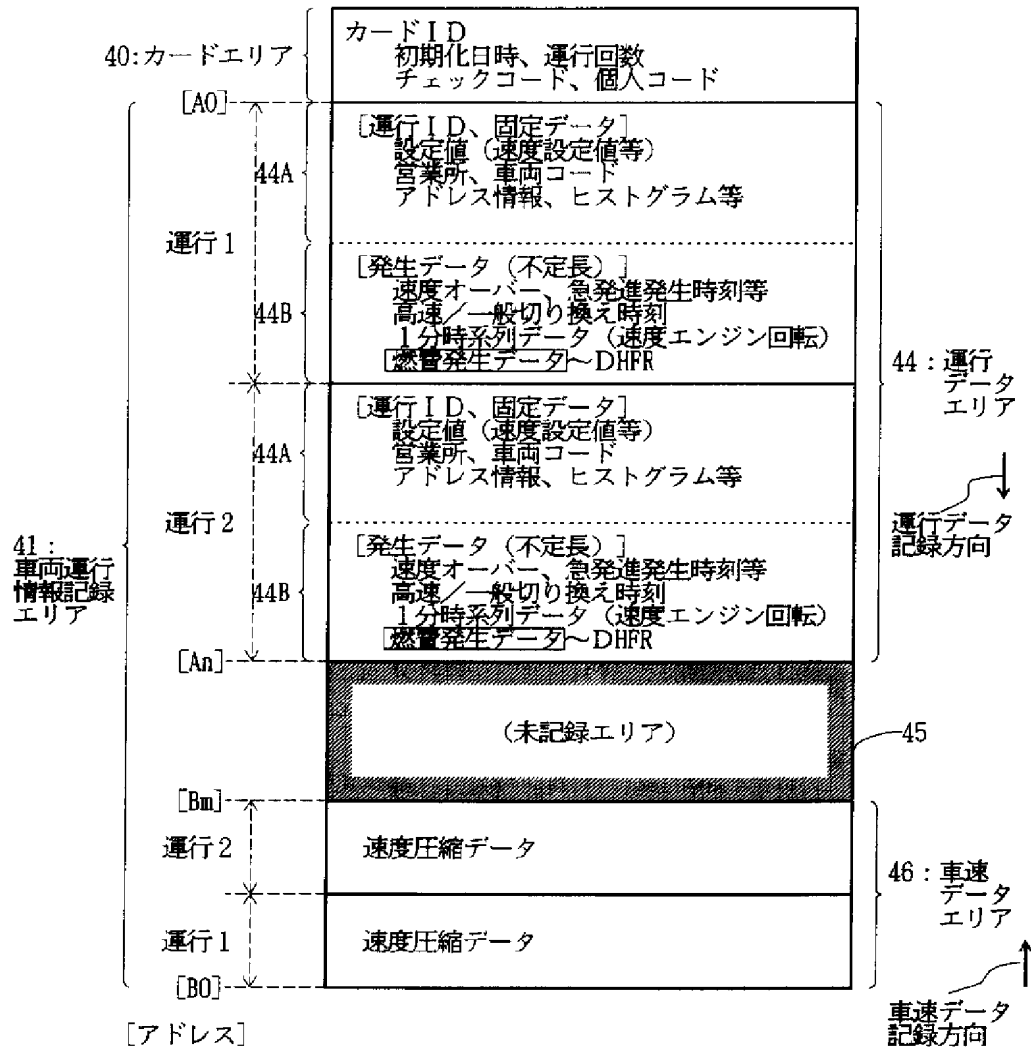 40:カードエリア
カードＩＤ
初期化日時、運行回数
チェックコード、個人コード
[A0]
[運行ＩＤ、固定データ]
設定値（速度設定値等）
営業所、車両コード
アドレス情報、ヒストグラム等
44A
運行1
[発生データ（不定長）]
速度オーバー、急発進発生時刻等
高速／一般切り換え時刻
１分時系列データ（速度エンジン回転）
燃費発生データ～DHFR
44B
44：運行
データ
エリア
[運行ＩＤ、固定データ]
設定値（速度設定値等）
営業所、車両コード
アドレス情報、ヒストグラム等
44A
運行2
運行データ
記録方向
[発生データ（不定長）]
速度オーバー、急発進発生時刻等
高速／一般切り換え時刻
１分時系列データ（速度エンジン回転）
燃費発生データ～DHFR
44B
41：
車両運行
情報記録
エリア
[An]
（未記録エリア）
45
[Bm]
運行2
速度圧縮データ
46：車速
データ
エリア
運行1
速度圧縮データ
[B0]
車速データ
記録方向
[アドレス]